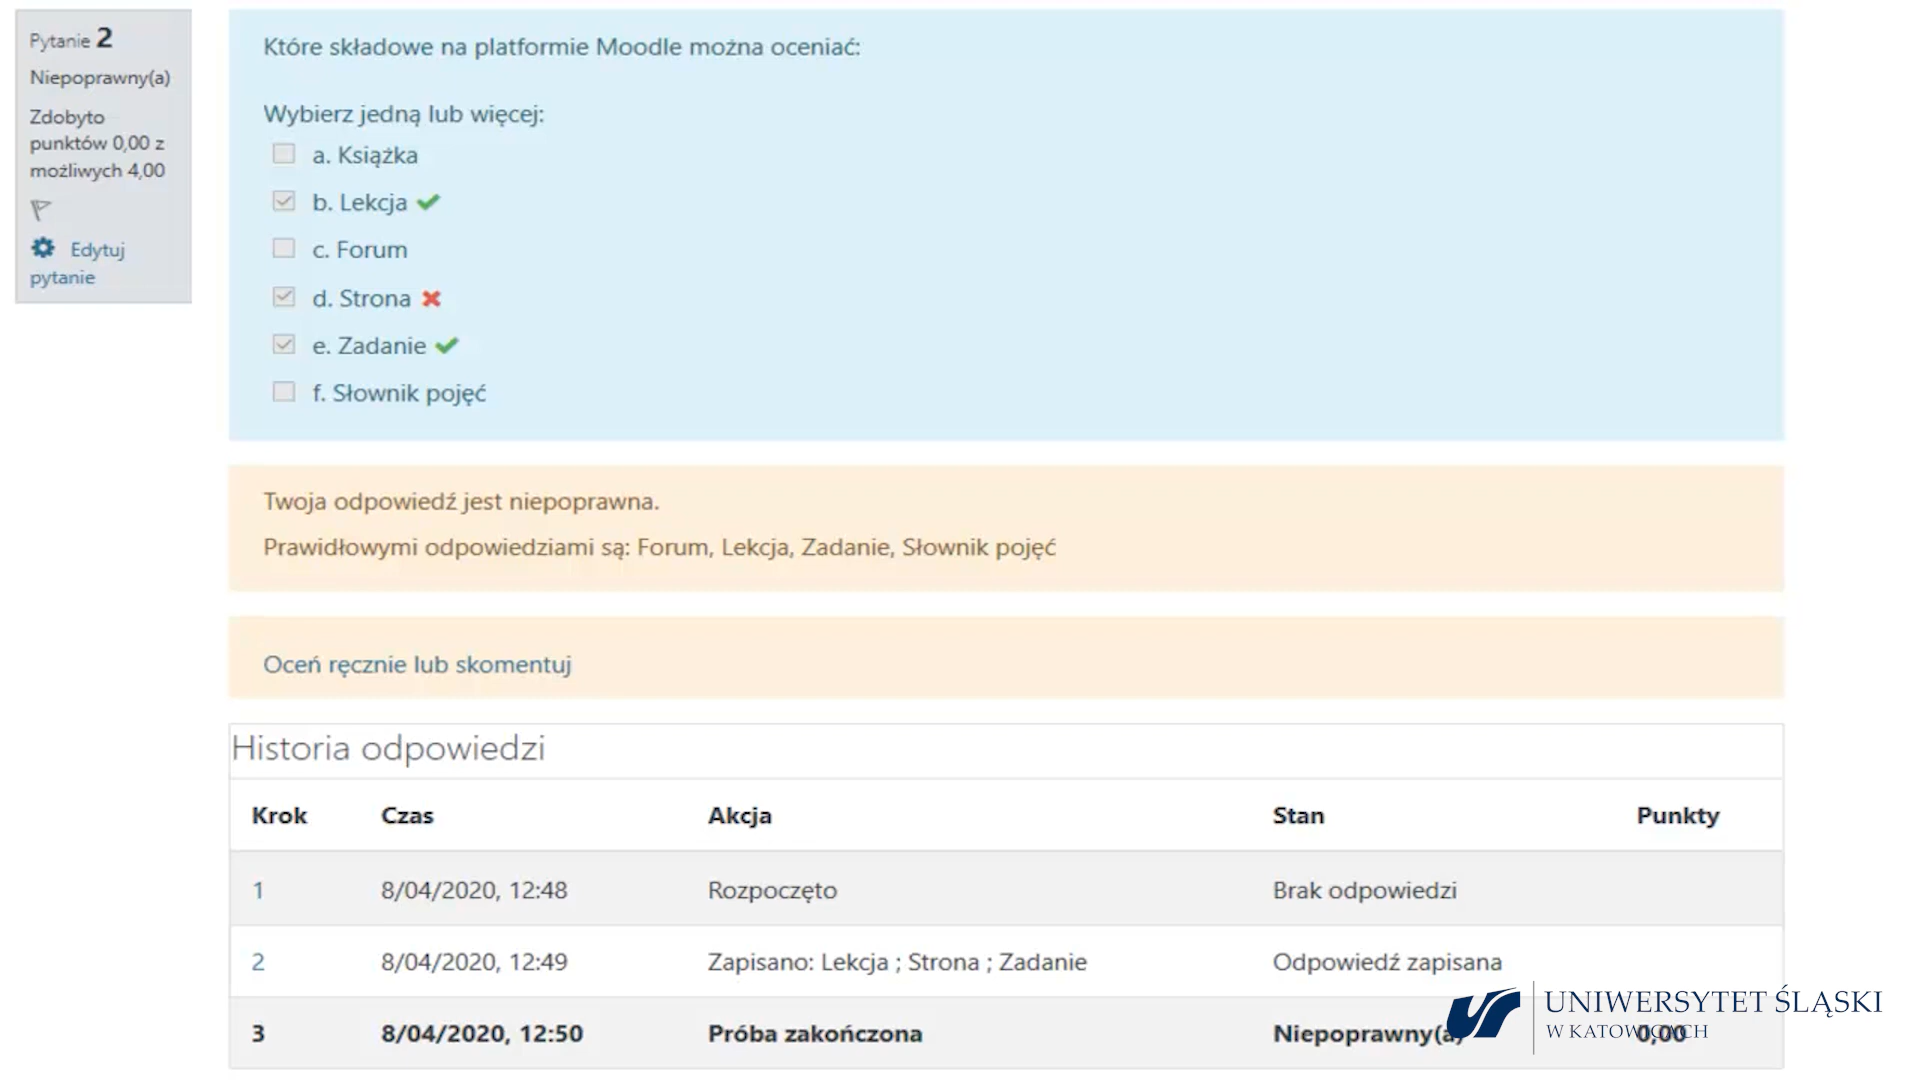 Pytanie 2
Niepoprawny(a)
Zdobyto
punktów 0,00 z
możliwych 4,00
Edytuj
pytanie
Które składowe na platformie Moodle można oceniać:
Wybierz jedną lub więcej:
a. Książka
b. Lekcja
c. Forum
d. Strona
e. Zadanie
f. Słownik pojęć
Twoja odpowiedź jest niepoprawna.
Prawidłowymi odpowiedziami są: Forum, Lekcja, Zadanie, Słownik pojęć
Oceń ręcznie lub skomentuj
Historia odpowiedzi
Krok Czas Akcja Stan Punkty
1 8/04/2020, 12:48 Rozpoczęto Brak odpowiedzi
2 8/04/2020, 12:49 Zapisano: Lekcja ; Strona ; Zadanie Odpowiedź zapisana
3 8/04/2020, 12:50 Próba zakończona Niepoprawny(a) 0,00
UNIWERSYTET ŚLĄSKI
W KATOWICACH